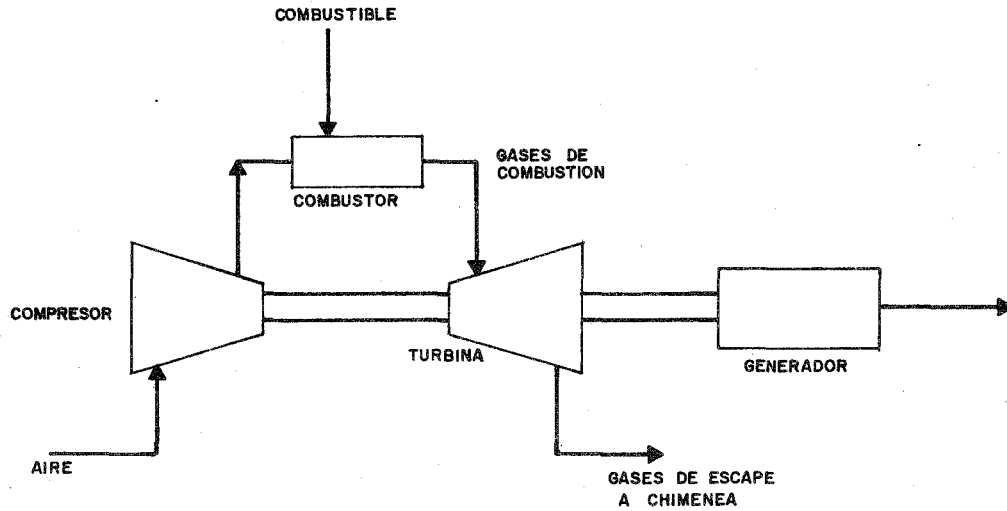 COMBUSTIBLE
GASES DE
COMBUSTION
COMBUSTOR
COMPRESOR
TURBINA
GENERADOR
AIRE
GASES DE ESCAPE
A CHIMENEA